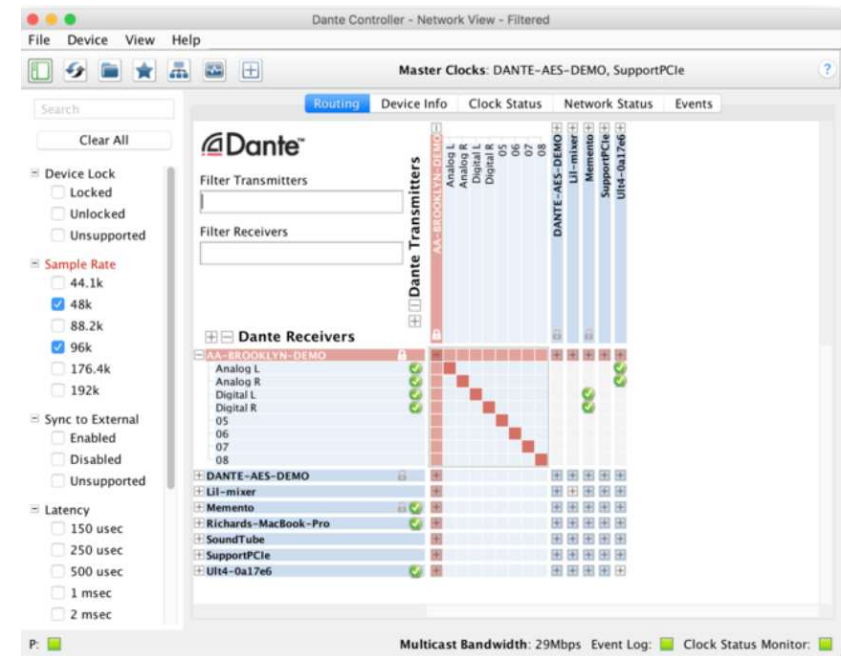 Dante Controller - Network View - Filtered
File Device View Help
Master Clocks: DANTE-AES-DEMO, SupportPCIe
?
Search
Clear All
Device Lock
Locked
Unlocked
Unsupported
Sample Rate
44.1k
48k
88.2k
96k
176.4k
192k
Sync to External
Enabled
Disabled
Unsupported
Latency
150 usec
250 usec
500 usec
1 msec
2 msec
Routing Device Info Clock Status Network Status Events
Dante™
Filter Transmitters
Filter Receivers
Dante Transmitters
AA-BROOKLYN-DEMO
Analog L
Analog R
Digital L
Digital R
05
06
07
08
DANTE-AES-DEMO
Lil-mixer
Memento
SupportPCIe
Ult4-0a17e6
Dante Receivers
AA-BROOKLYN-DEMO
Analog L
Analog R
Digital L
Digital R
05
06
07
08
DANTE-AES-DEMO
Lil-mixer
Memento
Richards-MacBook-Pro
SoundTube
SupportPCIe
Ult4-0a17e6
P:
Multicast Bandwidth: 29Mbps Event Log: Clock Status Monitor: